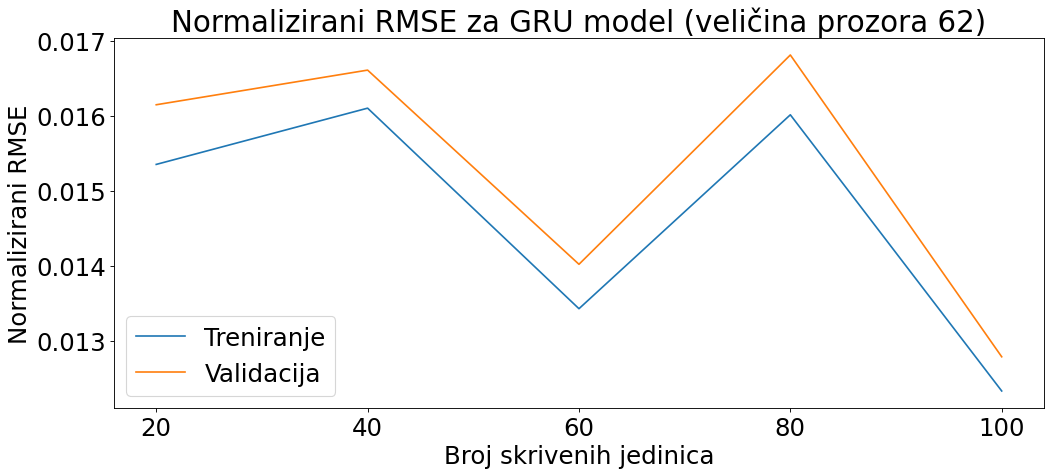 Normalizirani RMSE za GRU model (veličina prozora 62)
Normalizirani RMSE
0.017
0.016
0.015
0.014
0.013
Treniranje
Validacija
20 40 60 80 100
Broj skrivenih jedinica